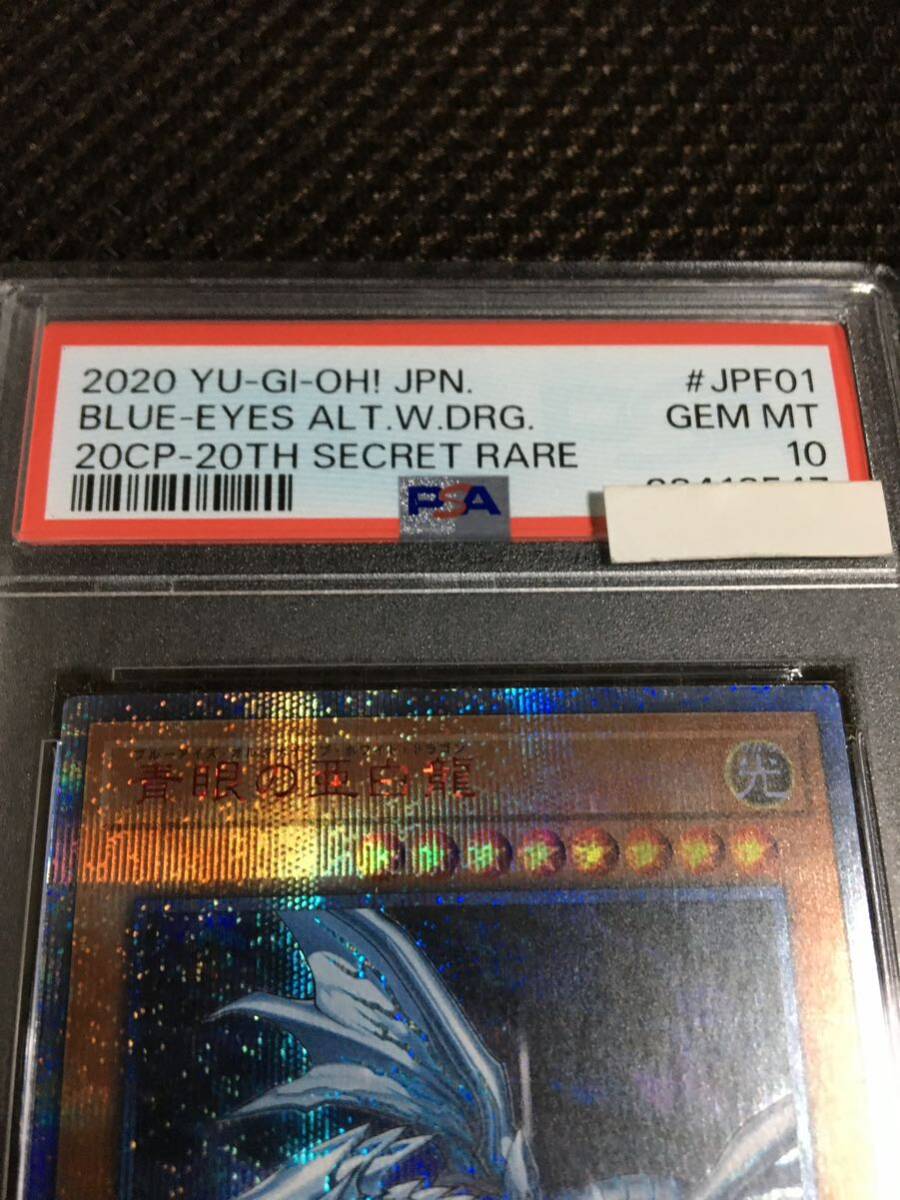 2020 YU-GI-OH! JPN. #JPF01
BLUE-EYES ALT.W.DRG. GEM MT
20CP-20TH SECRET RARE 10
PSA
青眼の亜白龍
光